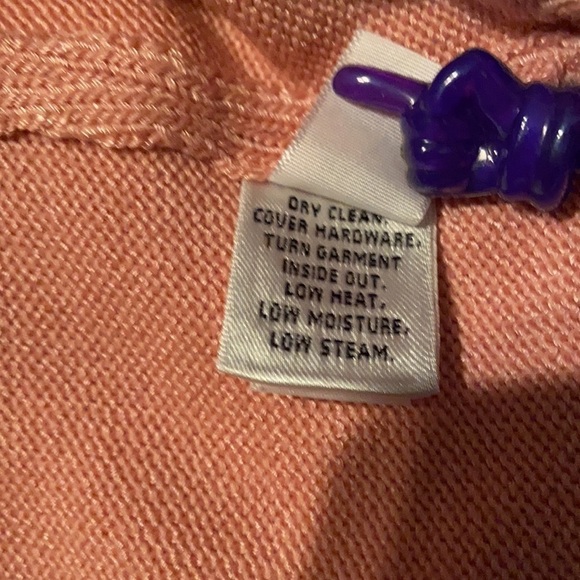 DRY CLEAN.
COVER HARDWARE,
TURN GARMENT
INSIDE OUT.
LOW HEAT,
LOW MOISTURE,
LOW STEAM.